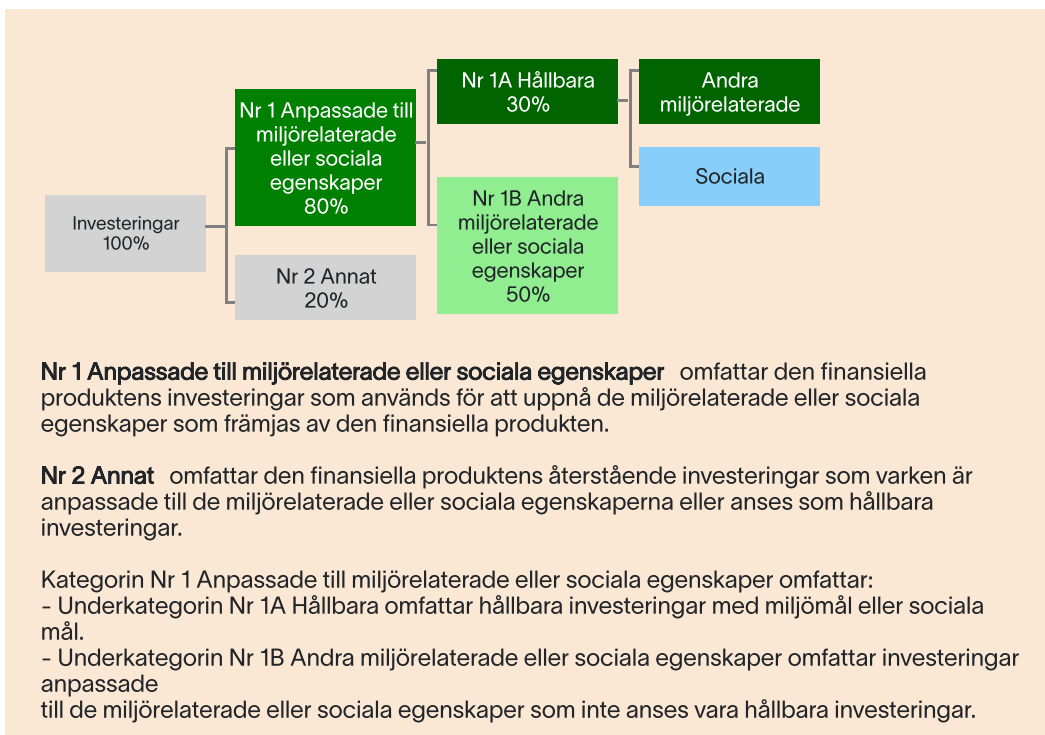 Investeringar
100%
Nr 1 Anpassade till
miljörelaterade
eller sociala
egenskaper
80%
Nr 2 Annat
20%
Nr 1A Hållbara
30%
Nr 1B Andra
miljörelaterade
eller sociala
egenskaper
50%
Andra
miljörelaterade
Sociala
Nr 1 Anpassade till miljörelaterade eller sociala egenskaper omfattar den finansiella
produktens investeringar som används för att uppnå de miljörelaterade eller sociala
egenskaper som främjas av den finansiella produkten.
Nr 2 Annat omfattar den finansiella produktens återstående investeringar som varken är
anpassade till de miljörelaterade eller sociala egenskaperna eller anses som hållbara
investeringar.
Kategorin Nr 1 Anpassade till miljörelaterade eller sociala egenskaper omfattar:
- Underkategorin Nr 1A Hållbara omfattar hållbara investeringar med miljömål eller sociala
mål.
- Underkategorin Nr 1B Andra miljörelaterade eller sociala egenskaper omfattar investeringar
anpassade
till de miljörelaterade eller sociala egenskaper som inte anses vara hållbara investeringar.